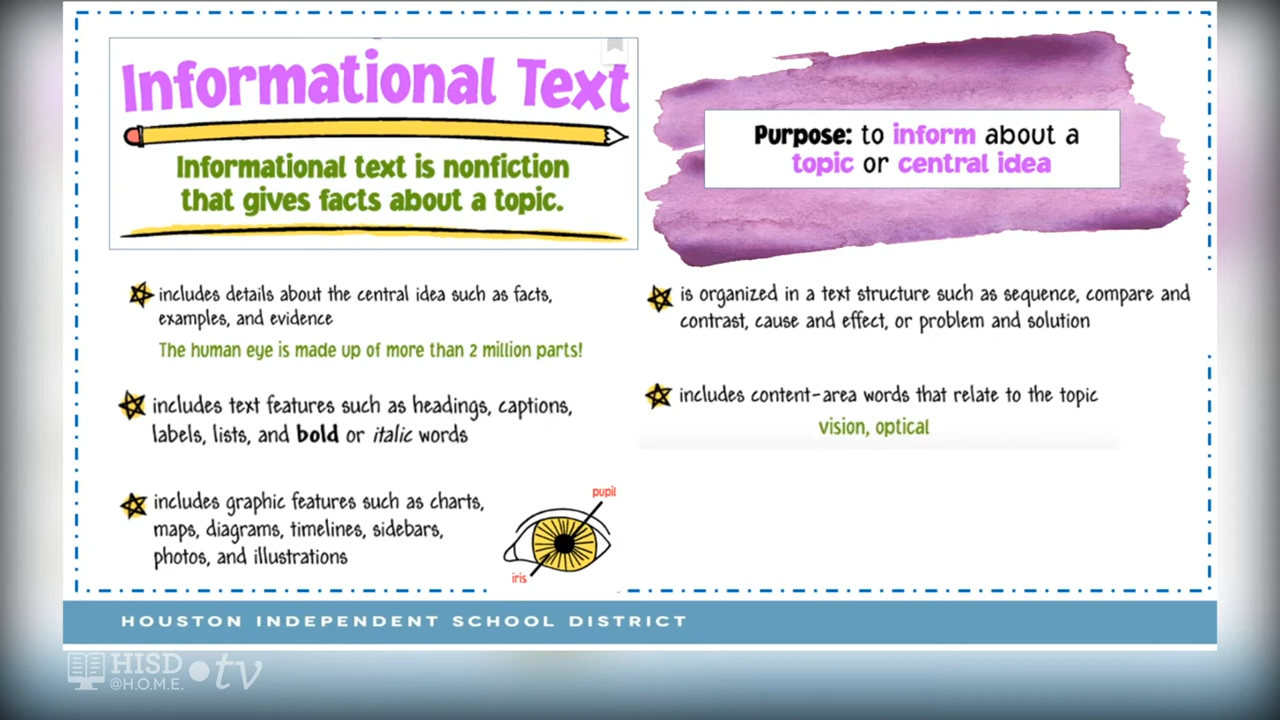 Informational Text
Informational text is nonfiction
that gives facts about a topic.
Purpose: to inform about a
topic or central idea
includes details about the central idea such as facts,
examples, and evidence
The human eye is made up of more than 2 million parts!
includes text features such as headings, captions,
labels, lists, and bold or italic words
includes graphic features such as charts,
maps, diagrams, timelines, sidebars,
photos, and illustrations
pupil
iris
is organized in a text structure such as sequence, compare and
contrast, cause and effect, or problem and solution
includes content-area words that relate to the topic
vision, optical
HOUSTON INDEPENDENT SCHOOL DISTRICT
HISD
@H.O.M.E.
tv